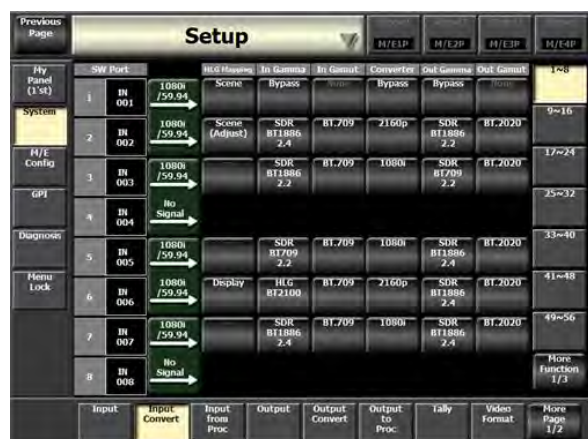 Previous Page
Setup
M/E1P M/E2P M/E3P M/E4P
My Panel (1'st)
System
M/E Config
GPI
Diagnosis
Menu Lock
SW Port HLG Mapping In Gamma In Gamut Converter Out Gamma Out Gamut
1 IN 001 1080i /59.94 Scene Bypass None Bypass Bypass None
2 IN 002 1080i /59.94 Scene (Adjust) SDR BT1886 2.4 BT.709 2160p SDR BT1886 2.2 BT.2020
3 IN 003 1080i /59.94 SDR BT1886 2.2 BT.709 1080i SDR BT709 2.2 BT.2020
4 IN 004 No Signal
5 IN 005 1080i /59.94 SDR BT709 2.2 BT.709 1080i SDR BT1886 2.4 BT.2020
6 IN 006 1080i /59.94 Display HLG BT2100 BT.709 2160p SDR BT1886 2.4 BT.2020
7 IN 007 1080i /59.94 SDR BT1886 2.4 BT.709 1080i SDR BT1886 2.4 BT.2020
8 IN 008 No Signal
1~8
9~16
17~24
25~32
33~40
41~48
49~56
More Function 1/3
Input
Input Convert
Input from Proc
Output
Output Convert
Output to Proc
Tally
Video Format
More Page 1/2